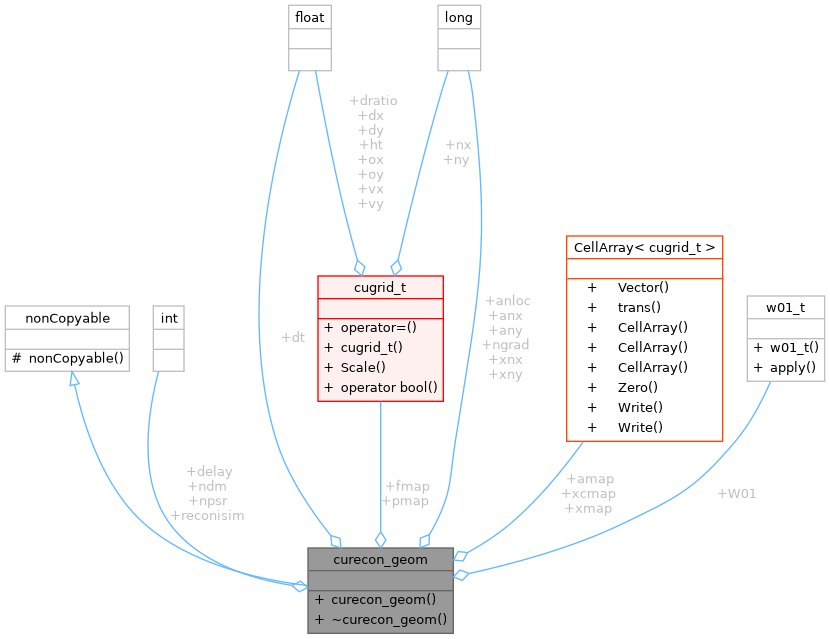 float
long
+dratio
+dx
+dy
+ht
+ox
+oy
+vx
+vy
+nx
+ny
CellArray< cugrid_t >
+ Vector()
+ trans()
+ CellArray()
+ CellArray()
+ CellArray()
+ Zero()
+ Write()
+ Write()
cugrid_t
+ operator=()
+ cugrid_t()
+ Scale()
+ operator bool()
nonCopyable
# nonCopyable()
int
w01_t
+ w01_t()
+ apply()
+dt
+anloc
+anx
+any
+ngrad
+xnx
+xny
+delay
+ndm
+npsr
+reconisim
+fmap
+pmap
+amap
+xcmap
+xmap
+W01
curecon_geom
+ curecon_geom()
+ ~curecon_geom()